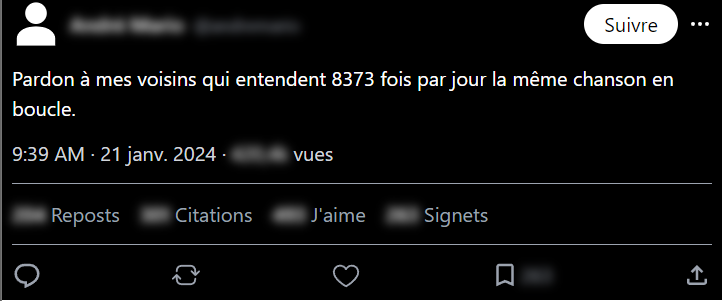 Suivre
Pardon à mes voisins qui entendent 8373 fois par jour la même chanson en
boucle.
9:39 AM · 21 janv. 2024 · vues
Reposts Citations J'aime Signets